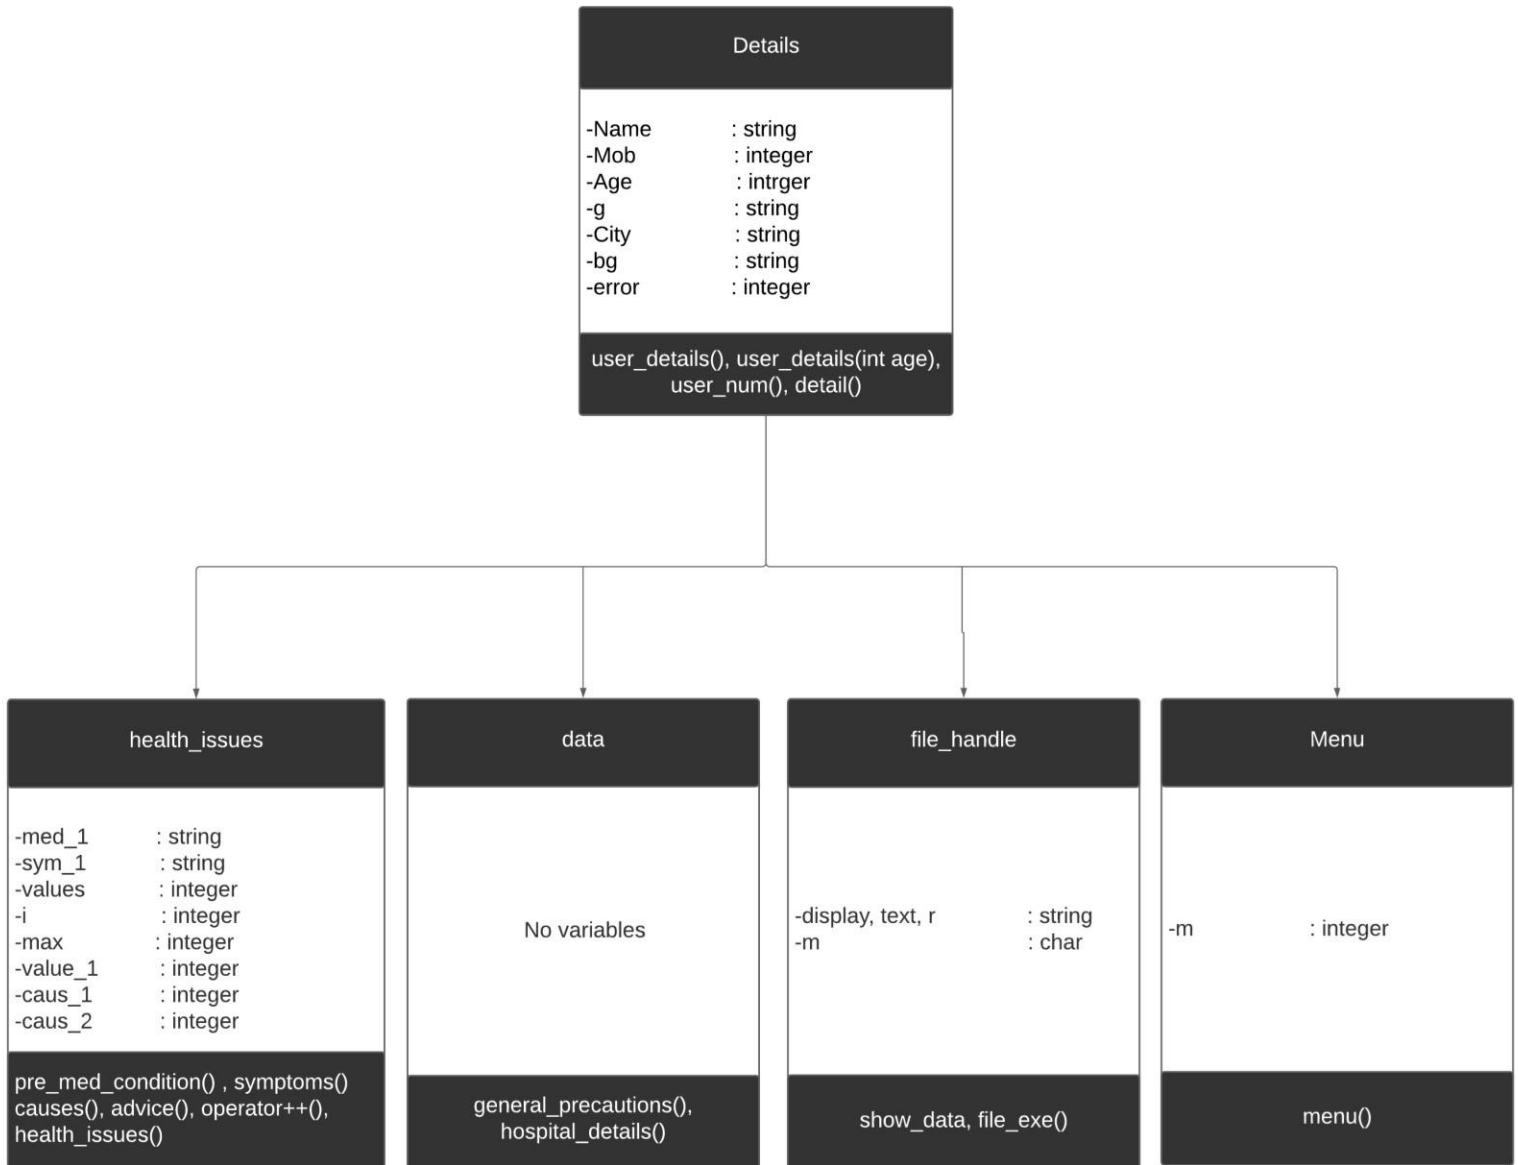 Details
-Name : string
-Mob : integer
-Age : intrger
-g : string
-City : string
-bg : string
-error : integer
user_details(), user_details(int age),
user_num(), detail()
health_issues
-med_1 : string
-sym_1 : string
-values : integer
-i : integer
-max : integer
-value_1 : integer
-caus_1 : integer
-caus_2 : integer
pre_med_condition() , symptoms()
causes(), advice(), operator++(),
health_issues()
data
No variables
general_precautions(),
hospital_details()
file_handle
-display, text, r : string
-m : char
show_data, file_exe()
Menu
-m : integer
menu()